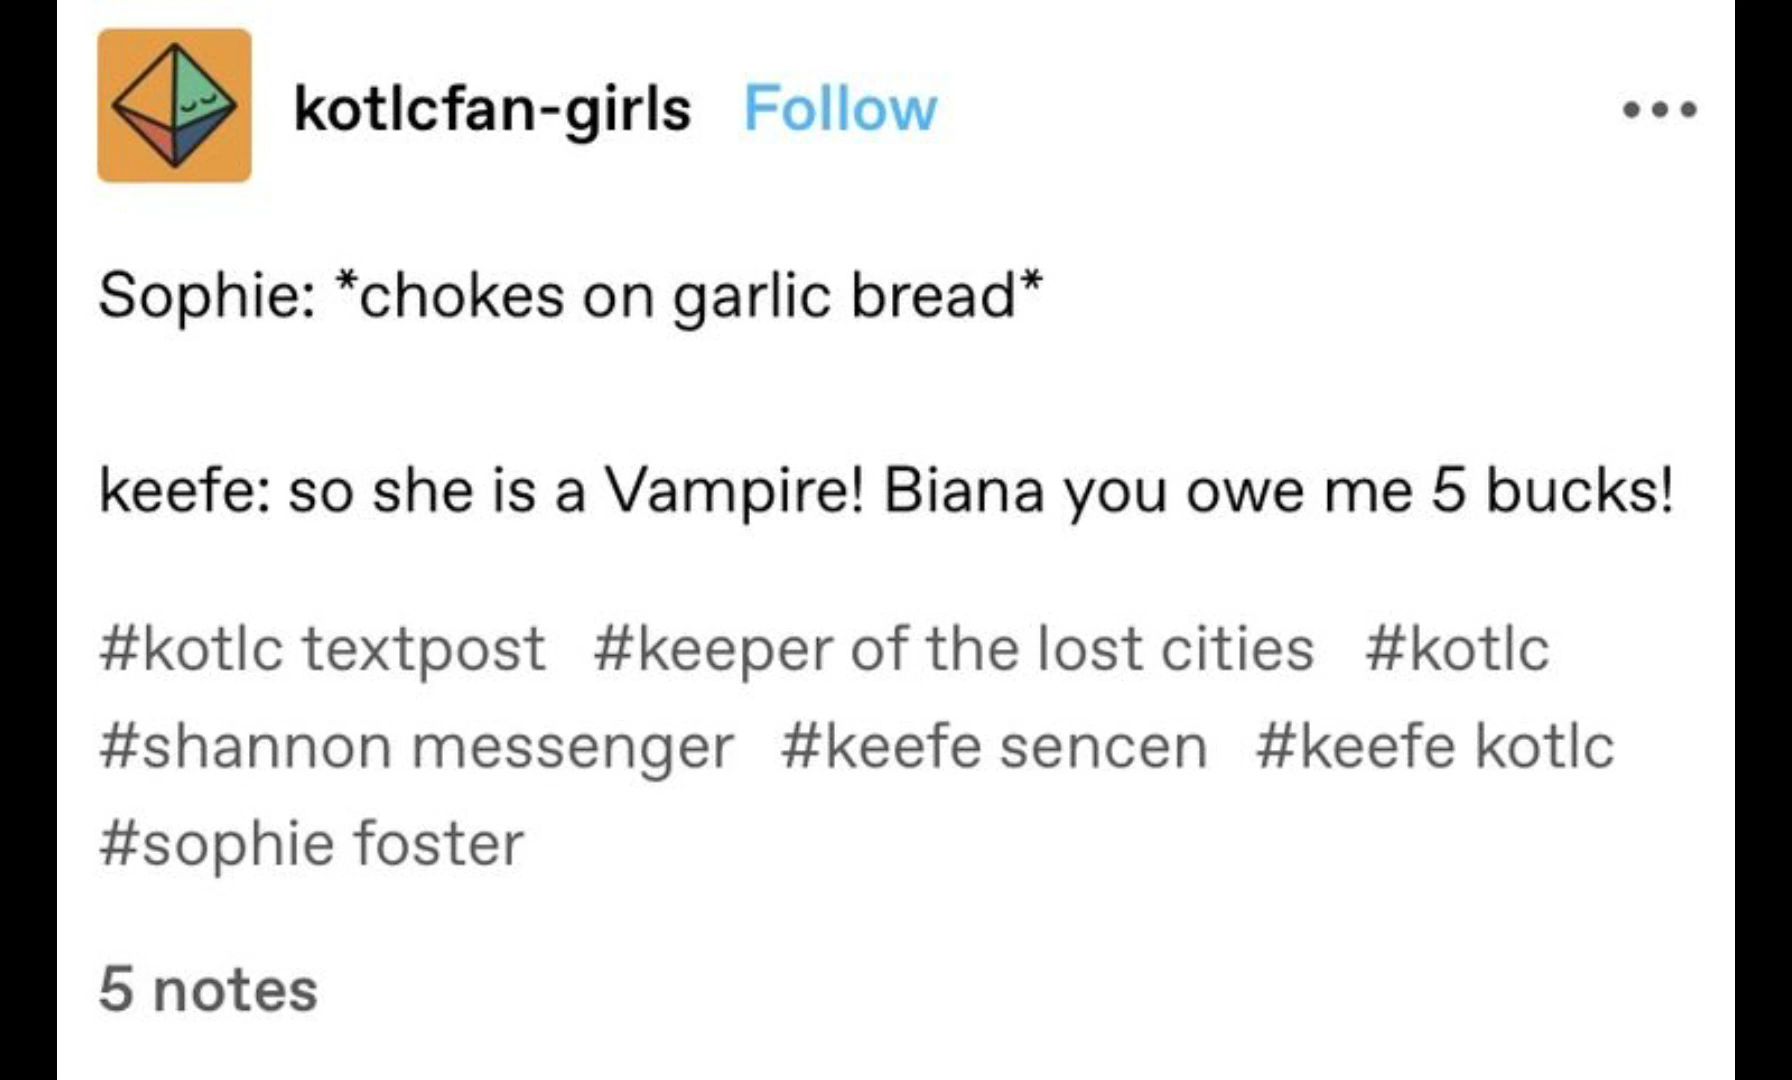 kotlcfan-girls Follow
Sophie: *chokes on garlic bread*
keefe: so she is a Vampire! Biana you owe me 5 bucks!
#kotlc textpost #keeper of the lost cities #kotlc
#shannon messenger #keefe sencen #keefe kotlc
#sophie foster
5 notes